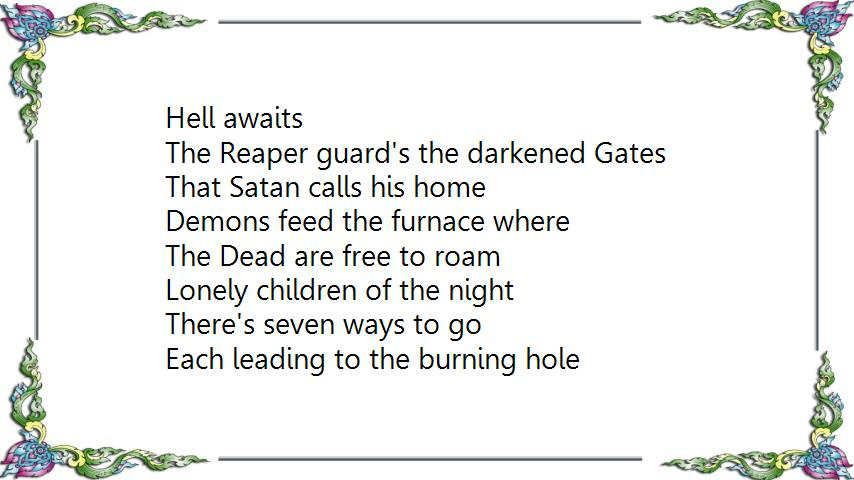 Hell awaits
The Reaper guard's the darkened Gates
That Satan calls his home
Demons feed the furnace where
The Dead are free to roam
Lonely children of the night
There's seven ways to go
Each leading to the burning hole